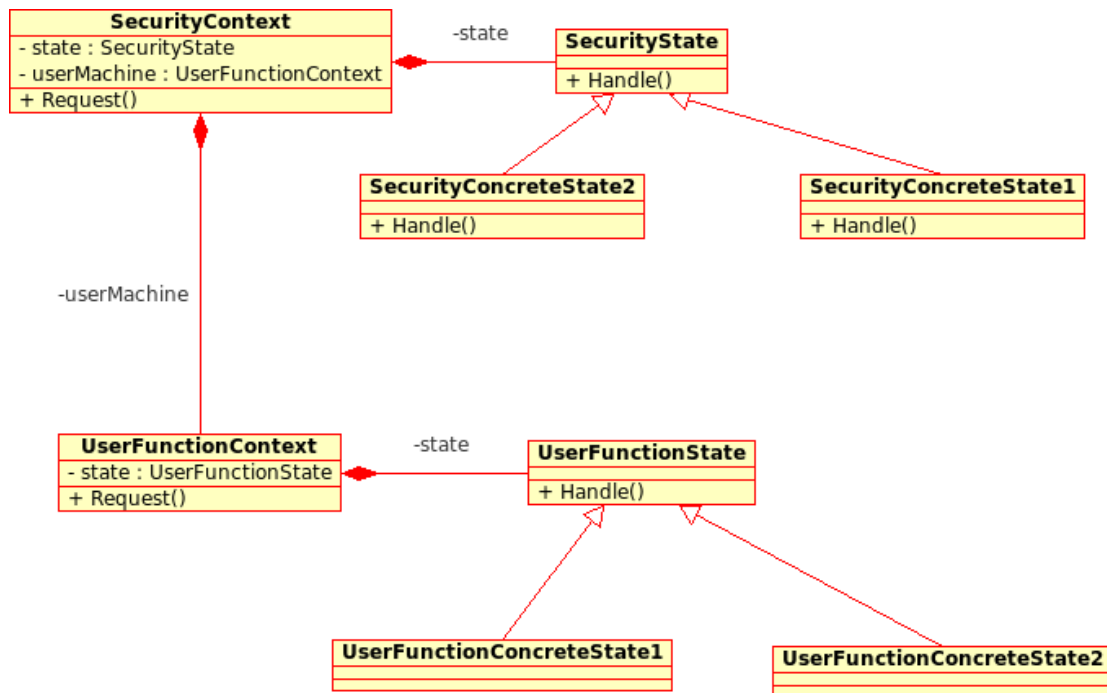 SecurityContext
- state : SecurityState
- userMachine : UserFunctionContext
+ Request()
-state
SecurityState
+ Handle()
SecurityConcreteState2
+ Handle()
SecurityConcreteState1
+ Handle()
-userMachine
UserFunctionContext
- state : UserFunctionState
+ Request()
-state
UserFunctionState
+ Handle()
UserFunctionConcreteState1
UserFunctionConcreteState2